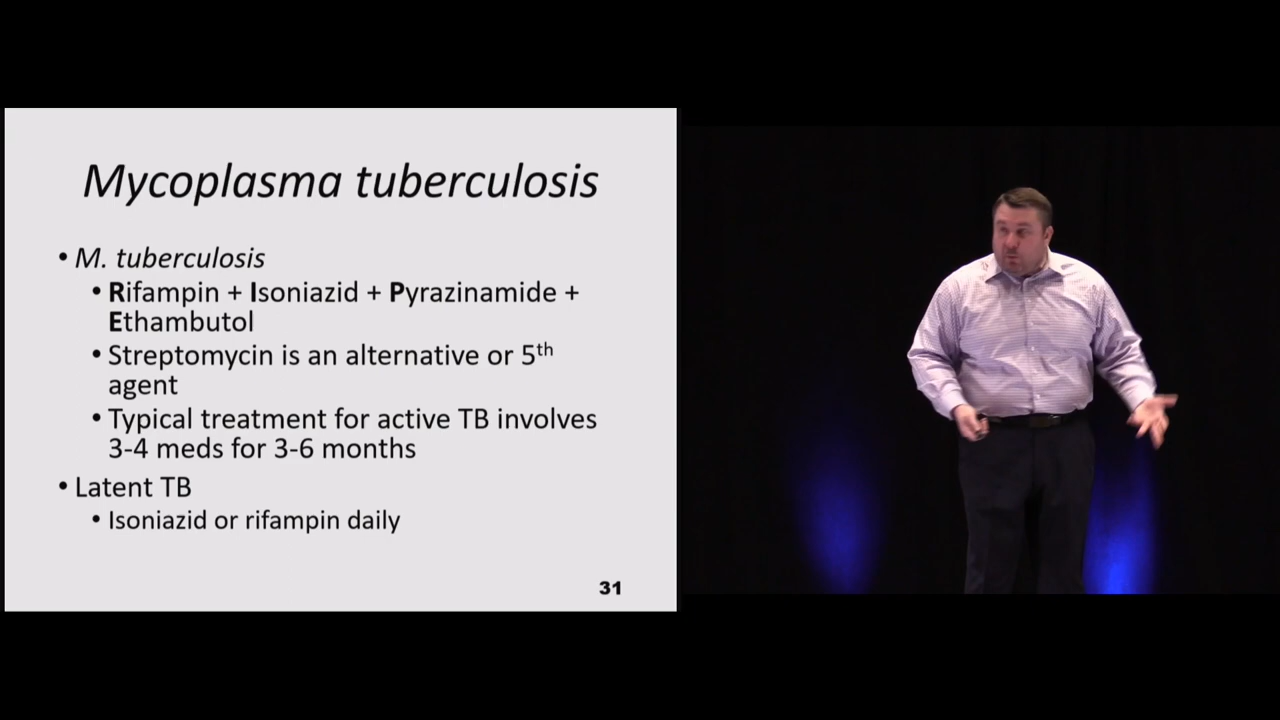 Mycoplasma tuberculosis
• M. tuberculosis
• Rifampin + Isoniazid + Pyrazinamide +
Ethambutol
• Streptomycin is an alternative or 5th
agent
• Typical treatment for active TB involves
3-4 meds for 3-6 months
• Latent TB
• Isoniazid or rifampin daily
31